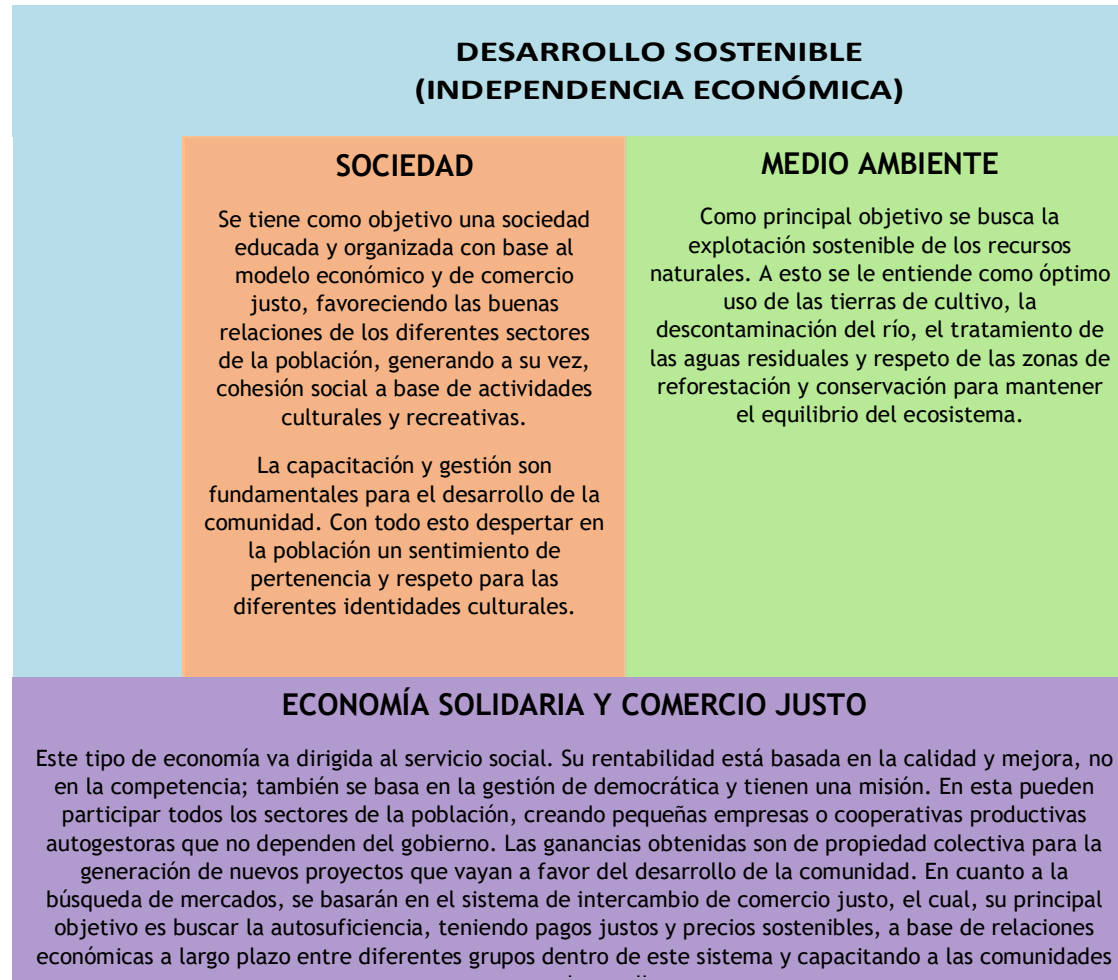 DESARROLLO SOSTENIBLE
(INDEPENDENCIA ECONÓMICA)
SOCIEDAD
Se tiene como objetivo una sociedad
educada y organizada con base al
modelo económico y de comercio
justo, favoreciendo las buenas
relaciones de los diferentes sectores
de la población, generando a su vez,
cohesión social a base de actividades
culturales y recreativas.
La capacitación y gestión son
fundamentales para el desarrollo de la
comunidad. Con todo esto despertar en
la población un sentimiento de
pertenencia y respeto para las
diferentes identidades culturales.
MEDIO AMBIENTE
Como principal objetivo se busca la
explotación sostenible de los recursos
naturales. A esto se le entiende como óptimo
uso de las tierras de cultivo, la
descontaminación del río, el tratamiento de
las aguas residuales y respeto de las zonas de
reforestación y conservación para mantener
el equilibrio del ecosistema.
ECONOMÍA SOLIDARIA Y COMERCIO JUSTO
Este tipo de economía va dirigida al servicio social. Su rentabilidad está basada en la calidad y mejora, no
en la competencia; también se basa en la gestión de democrática y tienen una misión. En esta pueden
participar todos los sectores de la población, creando pequeñas empresas o cooperativas productivas
autogestoras que no dependen del gobierno. Las ganancias obtenidas son de propiedad colectiva para la
generación de nuevos proyectos que vayan a favor del desarrollo de la comunidad. En cuanto a la
búsqueda de mercados, se basarán en el sistema de intercambio de comercio justo, el cual, su principal
objetivo es buscar la autosuficiencia, teniendo pagos justos y precios sostenibles, a base de relaciones
económicas a largo plazo entre diferentes grupos dentro de este sistema y capacitando a las comunidades